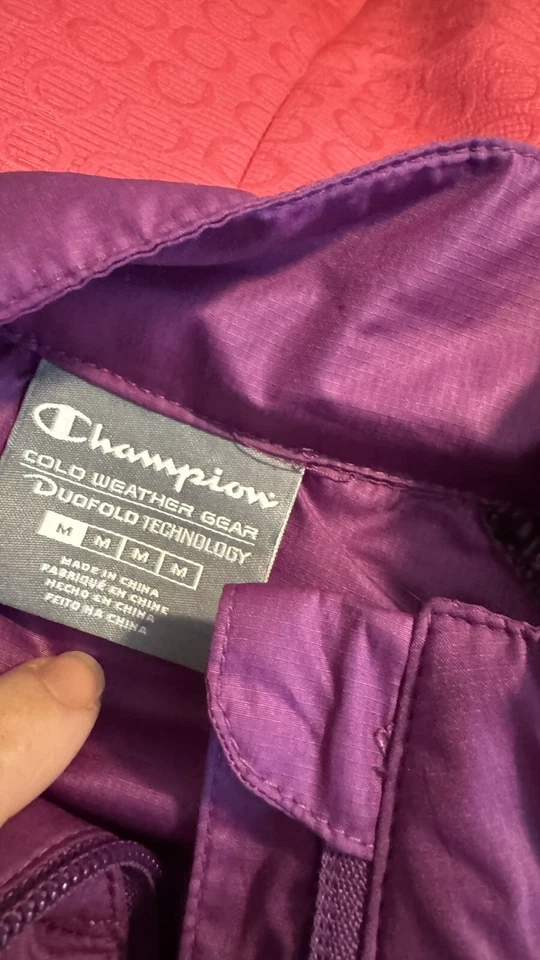 Champion
COLD WEATHER GEAR
DUOFOLD TECHNOLOGY
M M M M
MADE IN CHINA
FABRIQUÉ EN CHINE
HECHO EN CHINA
FEITO NA CHINA